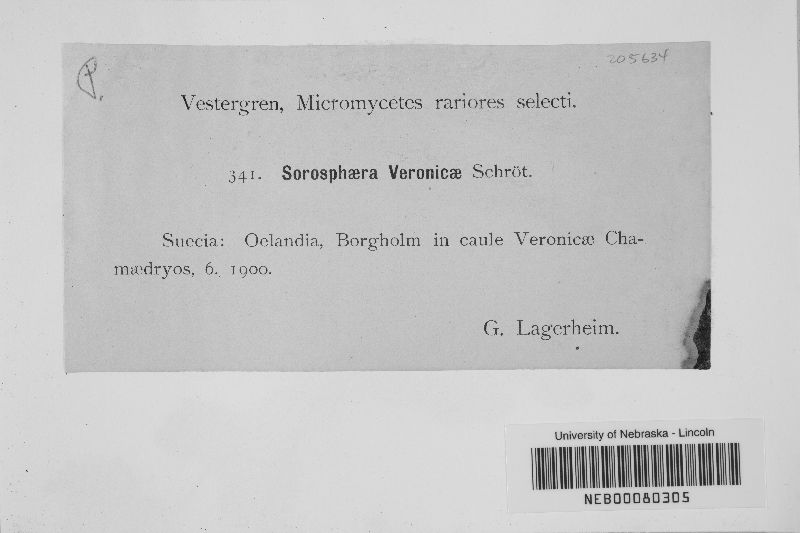 205634
Vestergren, Micromycetes rariores selecti.
341. Sorosphæra Veronicæ Schröt.
Suecia: Oelandia, Borgholm in caule Veronicæ Cha-
mædryos, 6. 1900.
G. Lagerheim.
University of Nebraska - Lincoln
NEB00080305